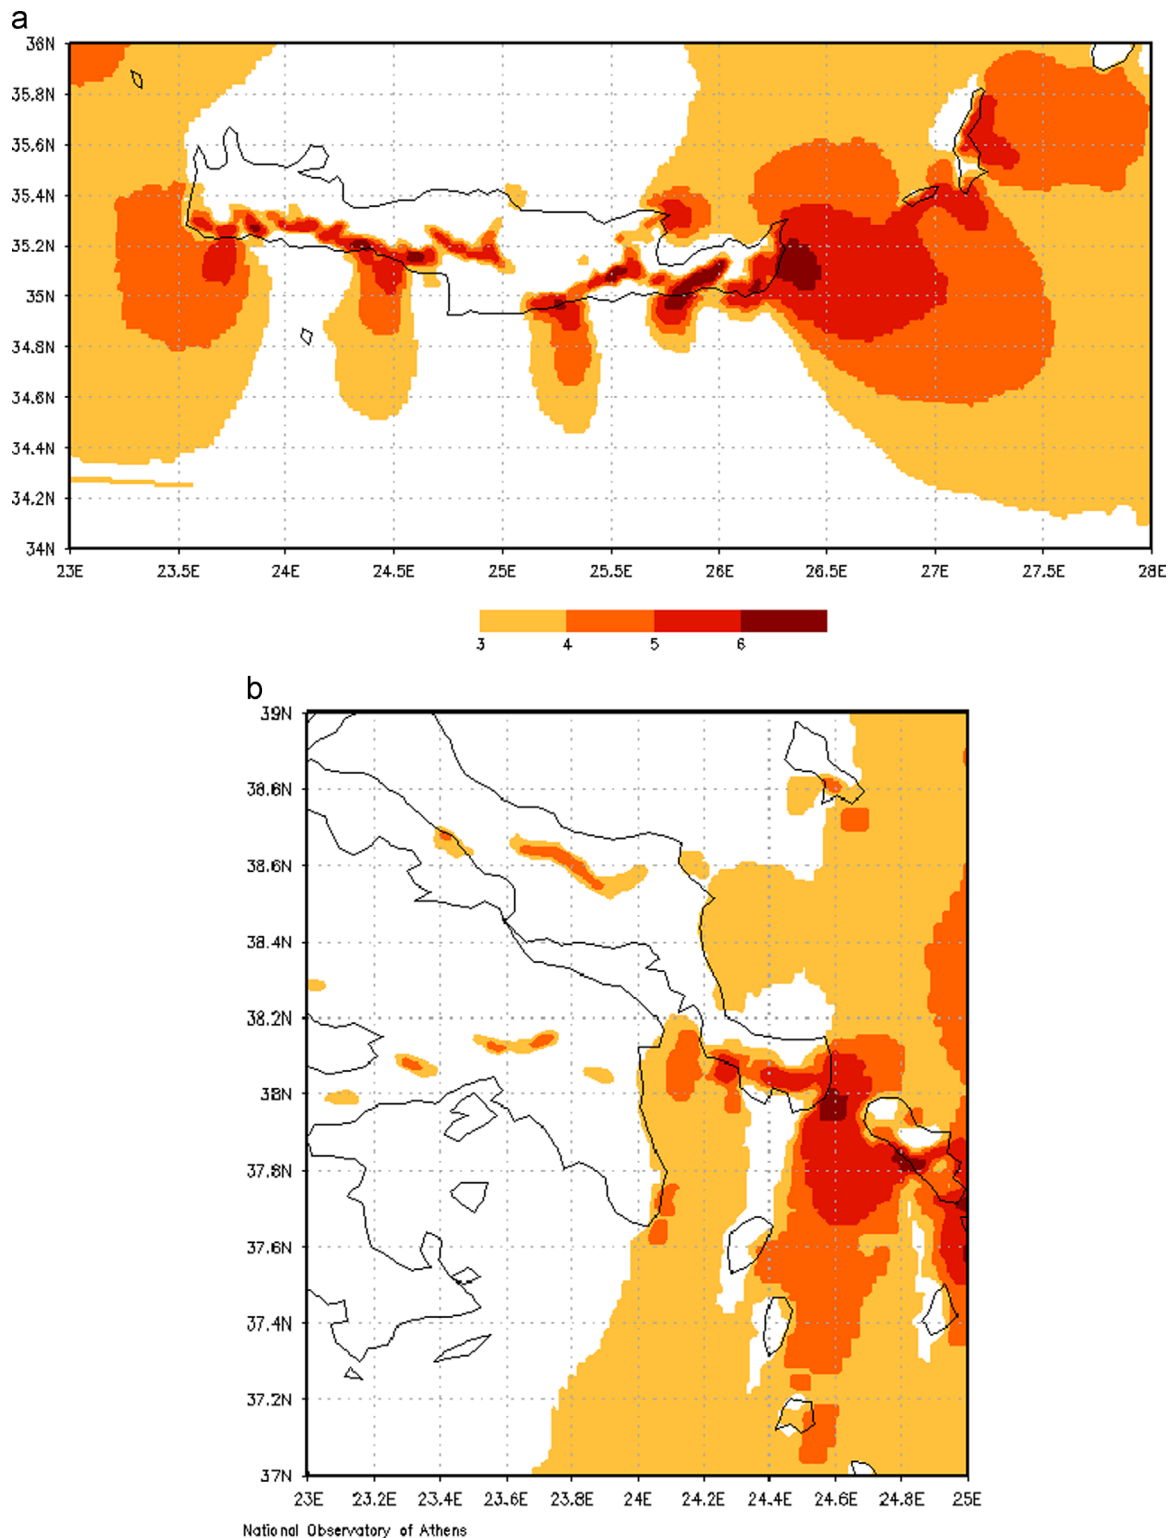 a
36N
35.8N
35.6N
35.4N
35.2N
35N
34.8N
34.6N
34.4N
34.2N
34N
23E 23.5E 24E 24.5E 25E 25.5E 26E 26.5E 27E 27.5E 28E
3 4 5 6
b
39N
38.8N
38.6N
38.4N
38.2N
38N
37.8N
37.6N
37.4N
37.2N
37N
23E 23.2E 23.4E 23.6E 23.8E 24E 24.2E 24.4E 24.6E 24.8E 25E
National Observatory of Athens